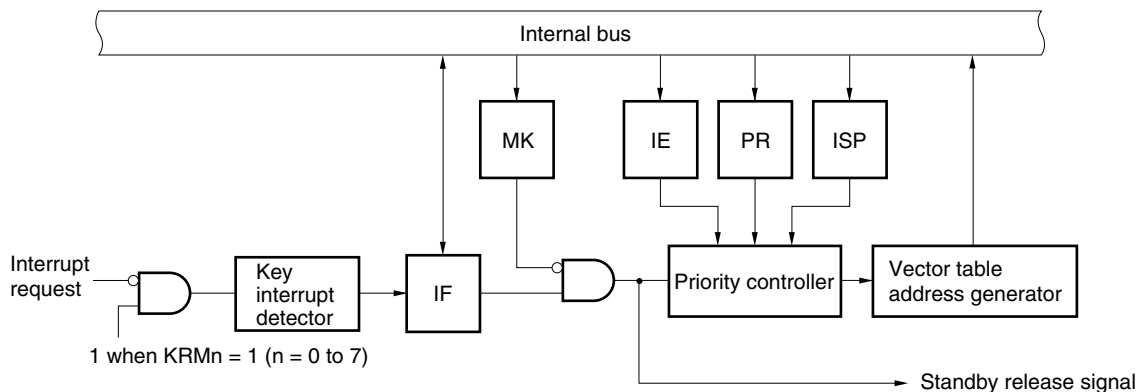 Internal bus
MK
IE
PR
ISP
Interrupt
request
Key
interrupt
detector
IF
Priority controller
Vector table
address generator
1 when KRMn = 1 (n = 0 to 7)
Standby release signal